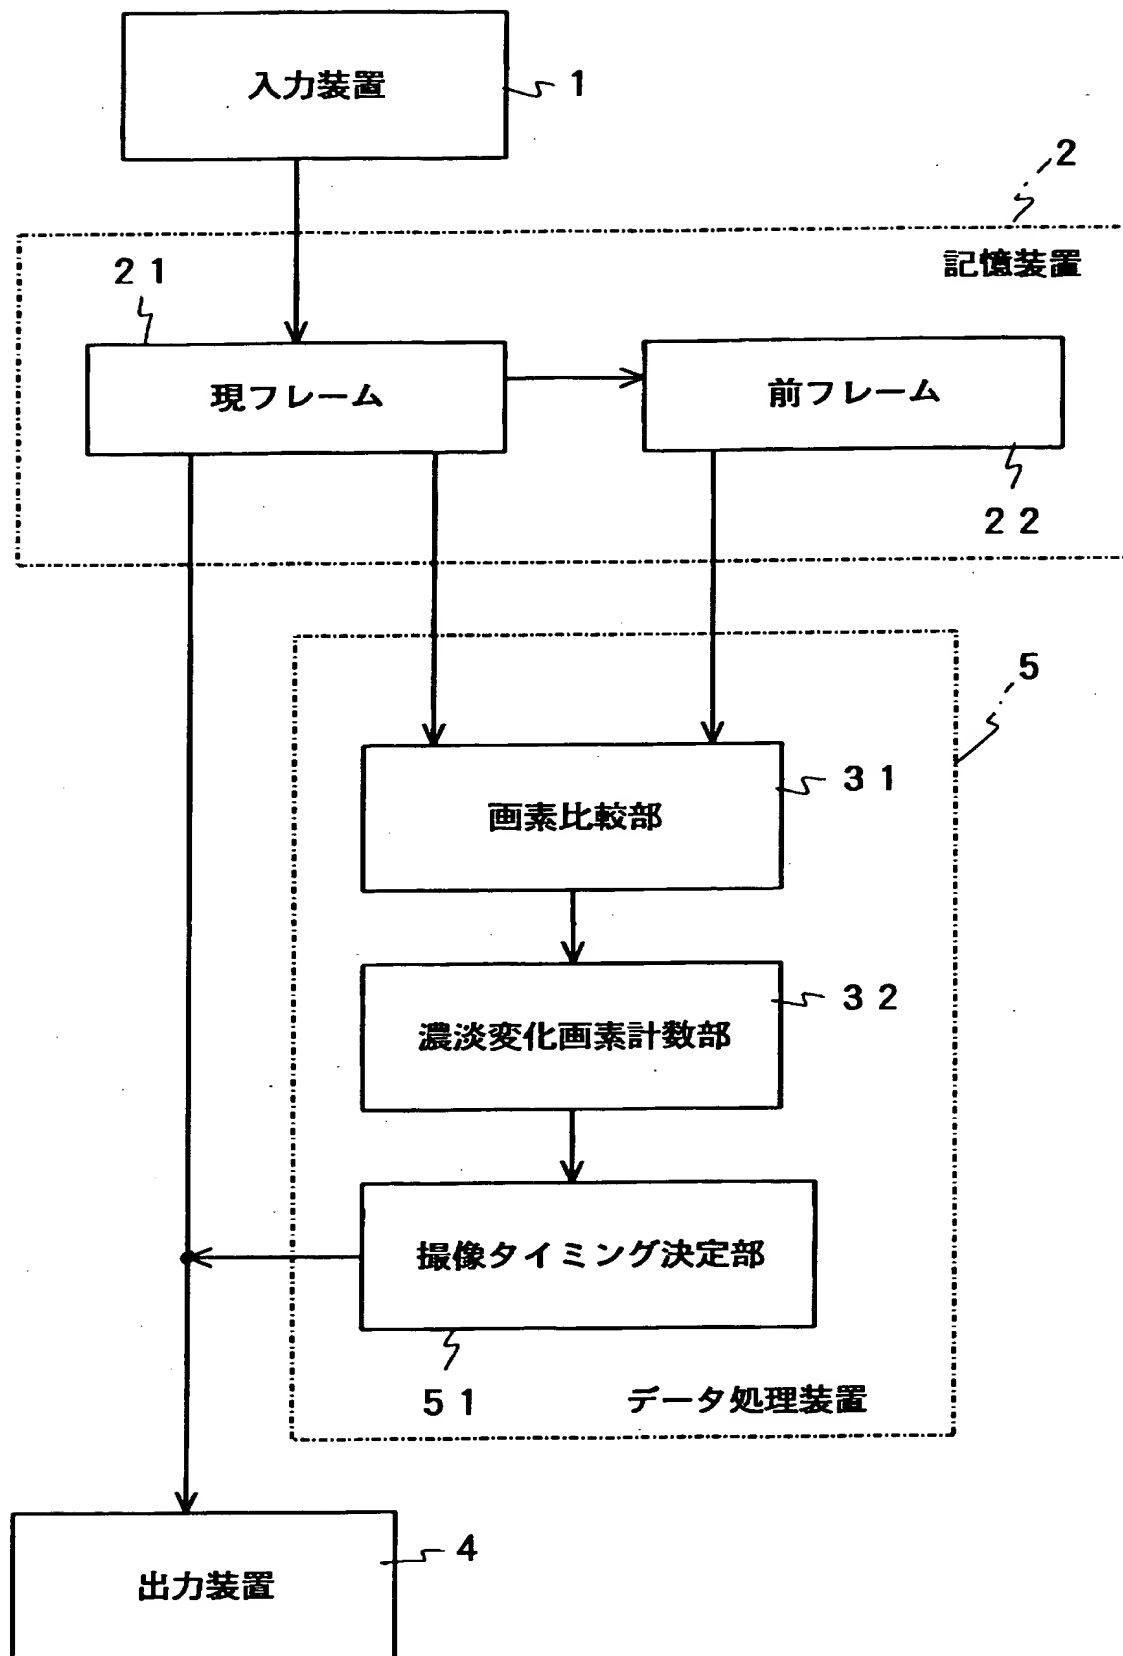 入力装置
1
2
記憶装置
21
現フレーム
前フレーム
22
5
31
画素比較部
32
濃淡変化画素計数部
撮像タイミング決定部
51
データ処理装置
4
出力装置